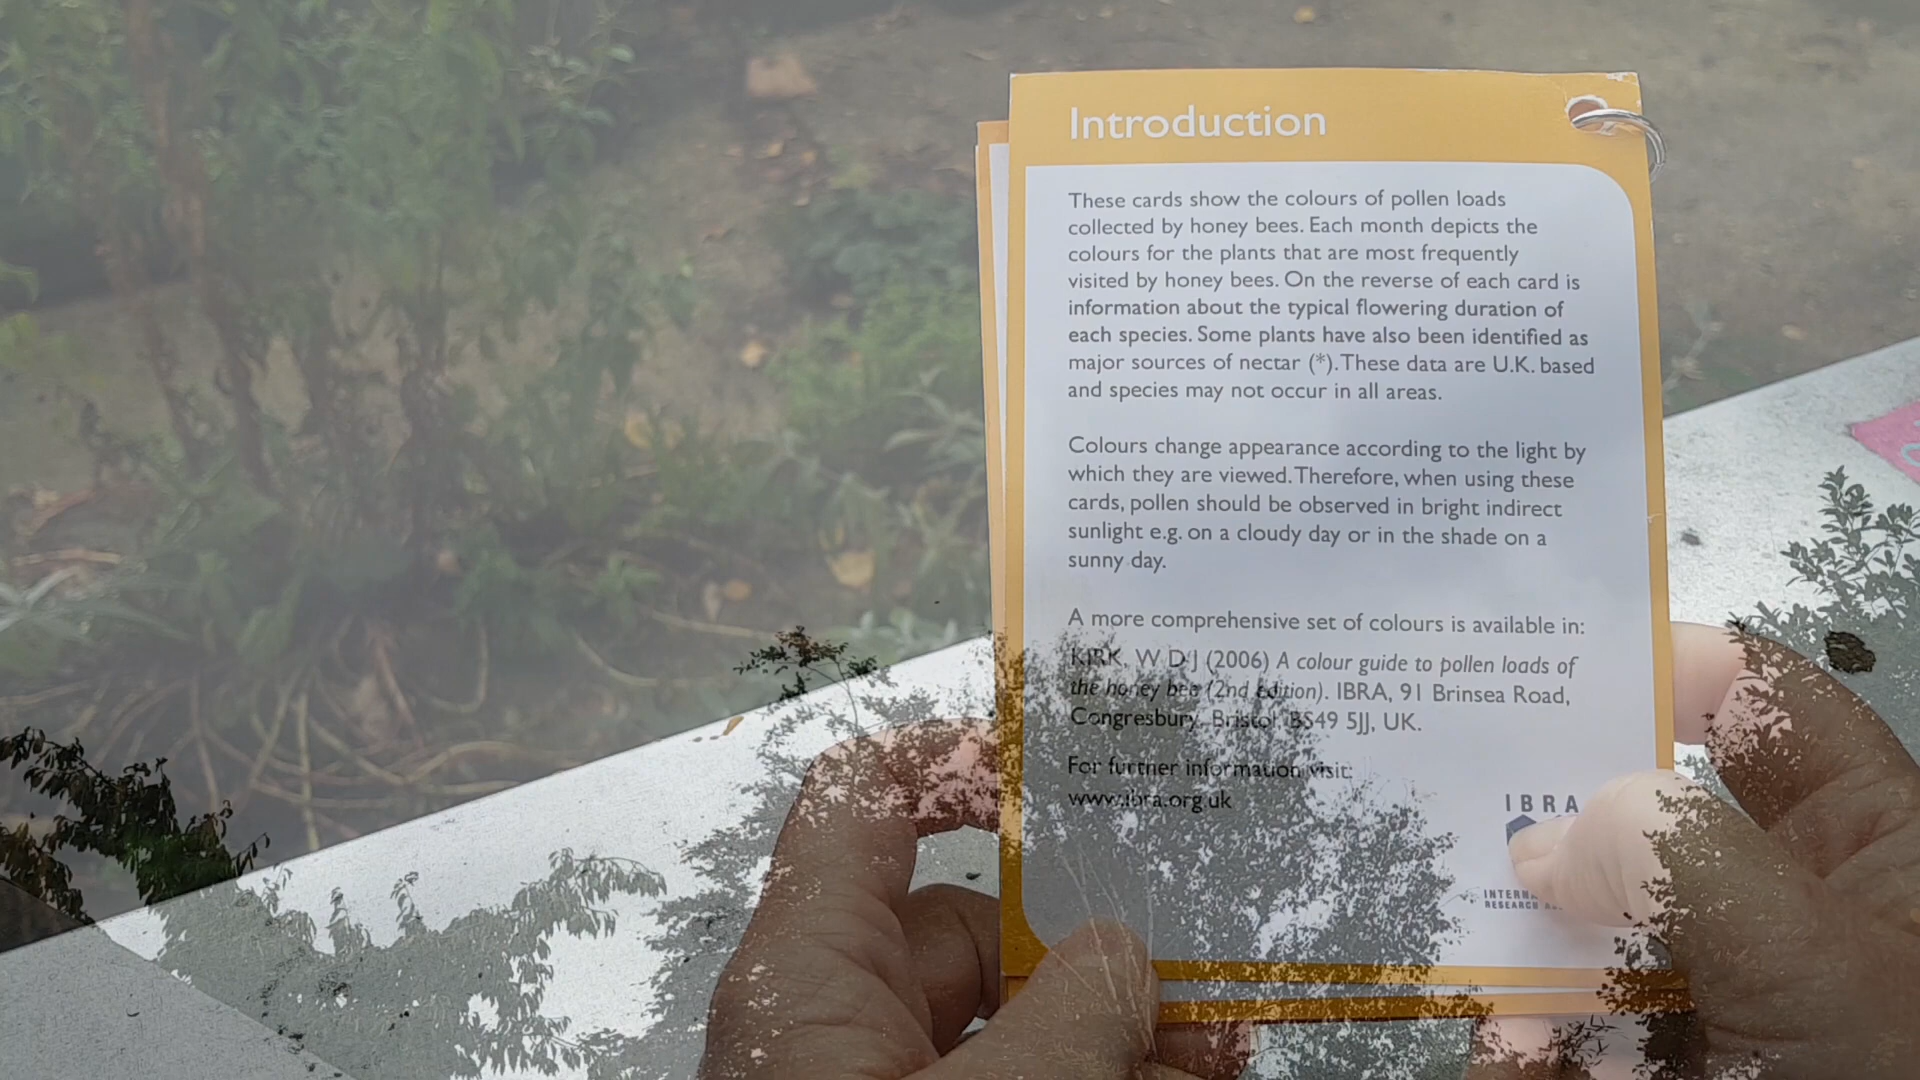 Introduction
These cards show the colours of pollen loads
collected by honey bees. Each month depicts the
colours for the plants that are most frequently
visited by honey bees. On the reverse of each card is
information about the typical flowering duration of
each species. Some plants have also been identified as
major sources of nectar (*). These data are U.K. based
and species may not occur in all areas.
Colours change appearance according to the light by
which they are viewed. Therefore, when using these
cards, pollen should be observed in bright indirect
sunlight e.g. on a cloudy day or in the shade on a
sunny day.
A more comprehensive set of colours is available in:
KIRK, W D J (2006) A colour guide to pollen loads of
the honey bee (2nd edition). IBRA, 91 Brinsea Road,
Congresbury, Bristol, BS49 5JJ, UK.
For further information visit:
www.ibra.org.uk
IBRA
RESEARCH